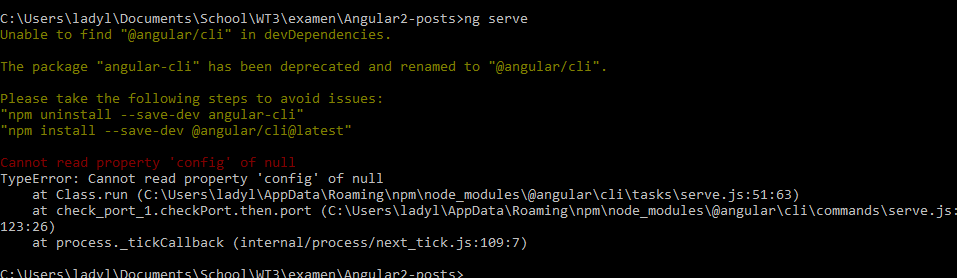 C:\Users\ladyl\Documents\School\WT3\examen\Angular2-posts>ng serve
Unable to find "@angular/cli" in devDependencies.
The package "angular-cli" has been deprecated and renamed to "@angular/cli".
Please take the following steps to avoid issues:
"npm uninstall --save-dev angular-cli"
"npm install --save-dev @angular/cli@latest"
Cannot read property 'config' of null
TypeError: Cannot read property 'config' of null
    at Class.run (C:\Users\ladyl\AppData\Roaming\npm\node_modules\@angular\cli\tasks\serve.js:51:63)
    at check_port_1.checkPort.then.port (C:\Users\ladyl\AppData\Roaming\npm\node_modules\@angular\cli\commands\serve.js:
123:26)
    at process._tickCallback (internal/process/next_tick.js:109:7)
C:\Users\ladyl\Documents\School\WT3\examen\Angular2-posts>